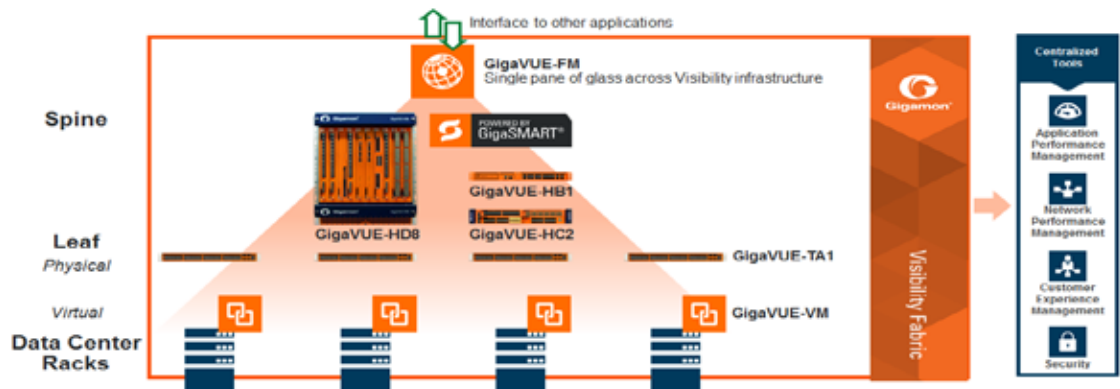 Interface to other applications
GigaVUE-FM
Single pane of glass across Visibility infrastructure
Spine
Gigamon
POWERED BY
GigaSMART®
GigaVUE-HB1
GigaVUE-HD8
GigaVUE-HC2
Leaf
Physical
GigaVUE-TA1
Virtual
GigaVUE-VM
Data Center
Racks
Gigamon®
Visibility Fabric
Centralized
Tools
Application
Performance
Management
Network
Performance
Management
Customer
Experience
Management
Security